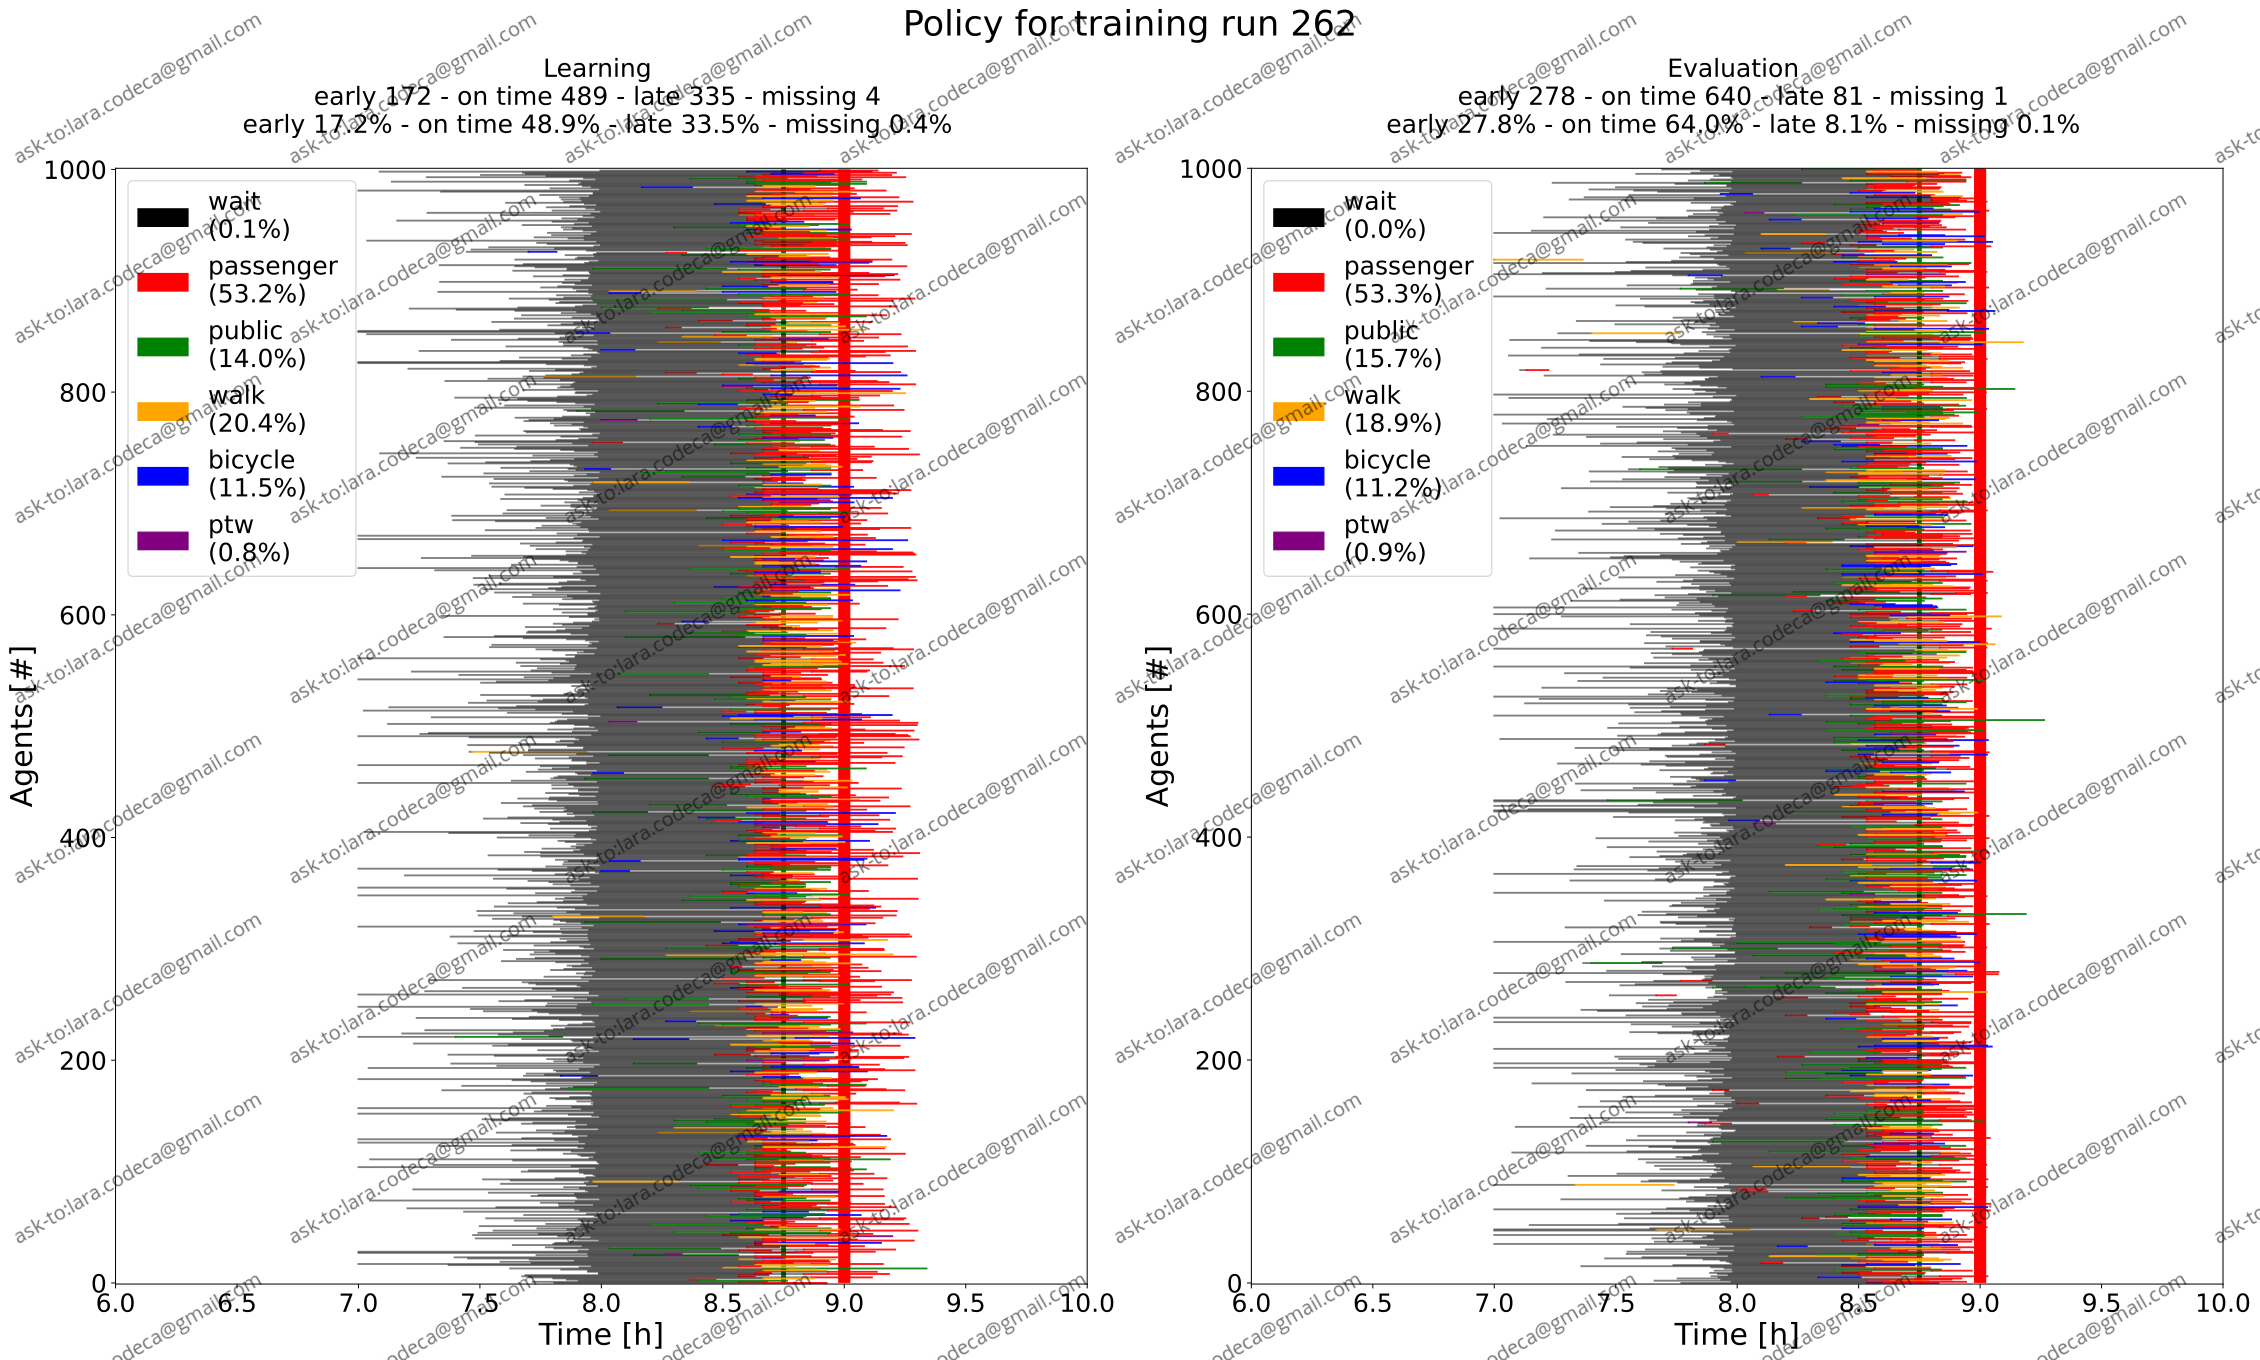 Policy for training run 262
Learning
early 172 - on time 489 - late 335 - missing 4
early 17.2% - on time 48.9% - late 33.5% - missing 0.4%
1000
800
600
400
200
0
Agents [#]
wait
(0.1%)
passenger
(53.2%)
public
(14.0%)
walk
(20.4%)
bicycle
(11.5%)
ptw
(0.8%)
6.0 6.5 7.0 7.5 8.0 8.5 9.0 9.5 10.0
Time [h]
Evaluation
early 278 - on time 640 - late 81 - missing 1
early 27.8% - on time 64.0% - late 8.1% - missing 0.1%
1000
800
600
400
200
0
Agents [#]
wait
(0.0%)
passenger
(53.3%)
public
(15.7%)
walk
(18.9%)
bicycle
(11.2%)
ptw
(0.9%)
6.0 6.5 7.0 7.5 8.0 8.5 9.0 9.5 10.0
Time [h]
ask-to:lara.codeca@gmail.com